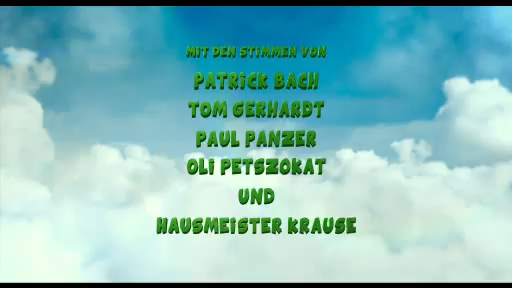 MIT DEN STIMMEN VON
PATRICK BACH
TOM GERHARDT
PAUL PANZER
OLI PETSZOKAT
UND
HAUSMEISTER KRAUSE